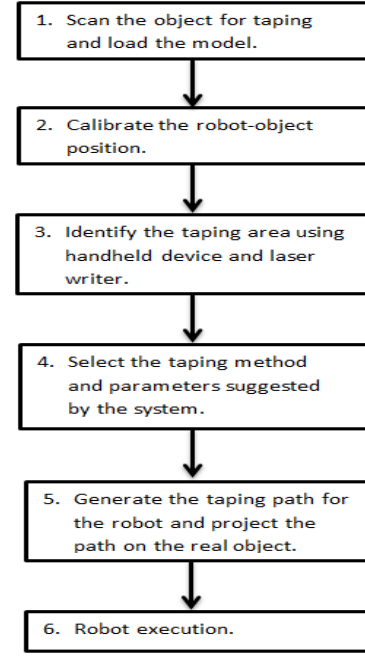 1. Scan the object for taping
and load the model.
2. Calibrate the robot-object
position.
3. Identify the taping area using
handheld device and laser
writer.
4. Select the taping method
and parameters suggested
by the system.
5. Generate the taping path for
the robot and project the
path on the real object.
6. Robot execution.